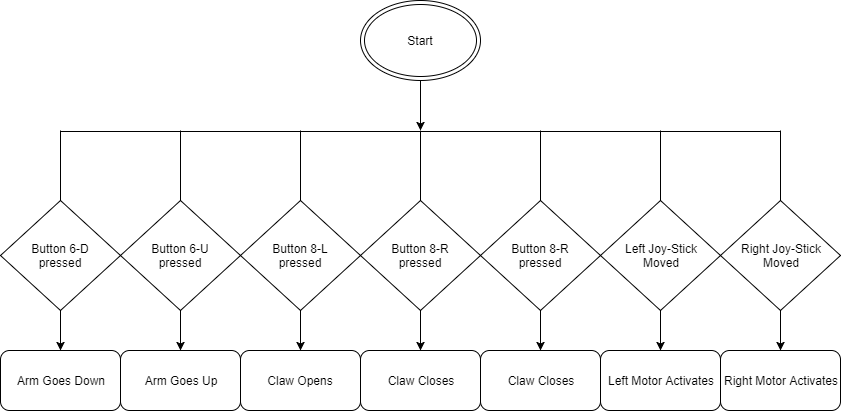 Start
Button 6-D
pressed
Button 6-U
pressed
Button 8-L
pressed
Button 8-R
pressed
Button 8-R
pressed
Left Joy-Stick
Moved
Right Joy-Stick
Moved
Arm Goes Down
Arm Goes Up
Claw Opens
Claw Closes
Claw Closes
Left Motor Activates
Right Motor Activates